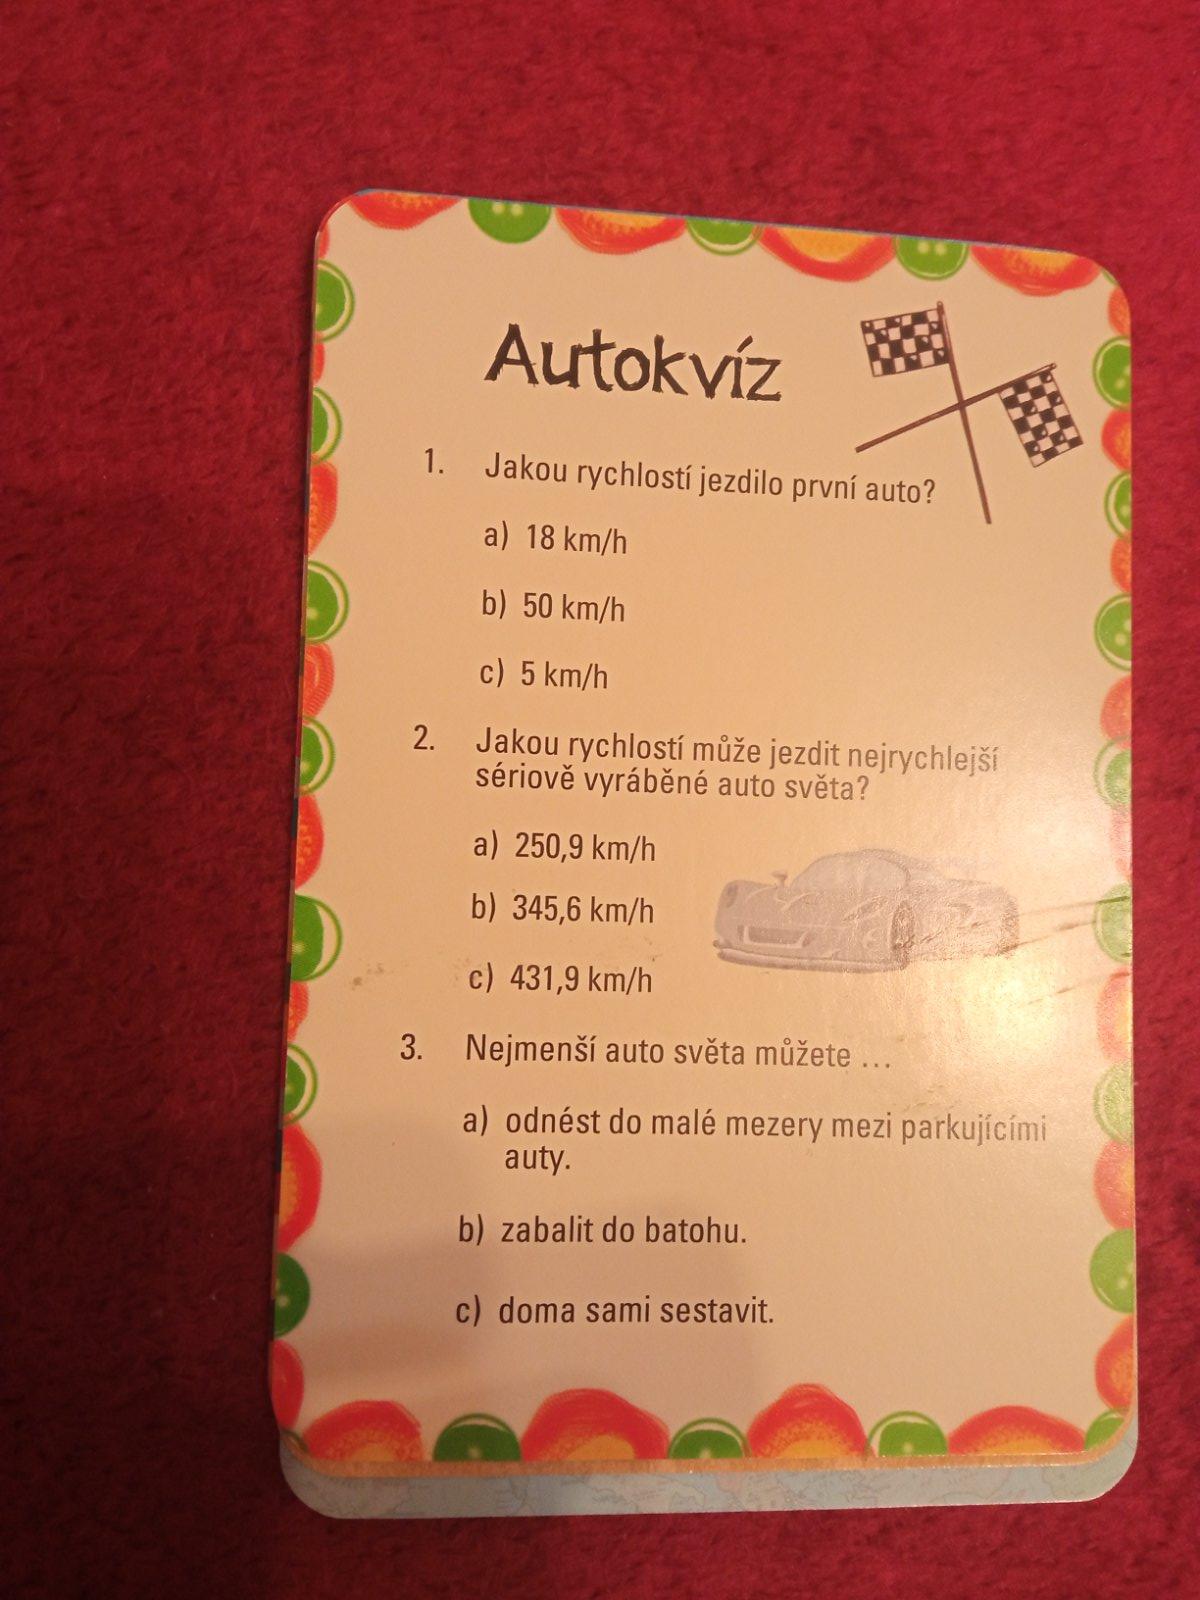 Autokvíz
1. Jakou rychlostí jezdilo první auto?
a) 18 km/h
b) 50 km/h
c) 5 km/h
2. Jakou rychlostí může jezdit nejrychlejší
sériově vyráběné auto světa?
a) 250,9 km/h
b) 345,6 km/h
c) 431,9 km/h
3. Nejmenší auto světa můžete ...
a) odnést do malé mezery mezi parkujícími
auty.
b) zabalit do batohu.
c) doma sami sestavit.